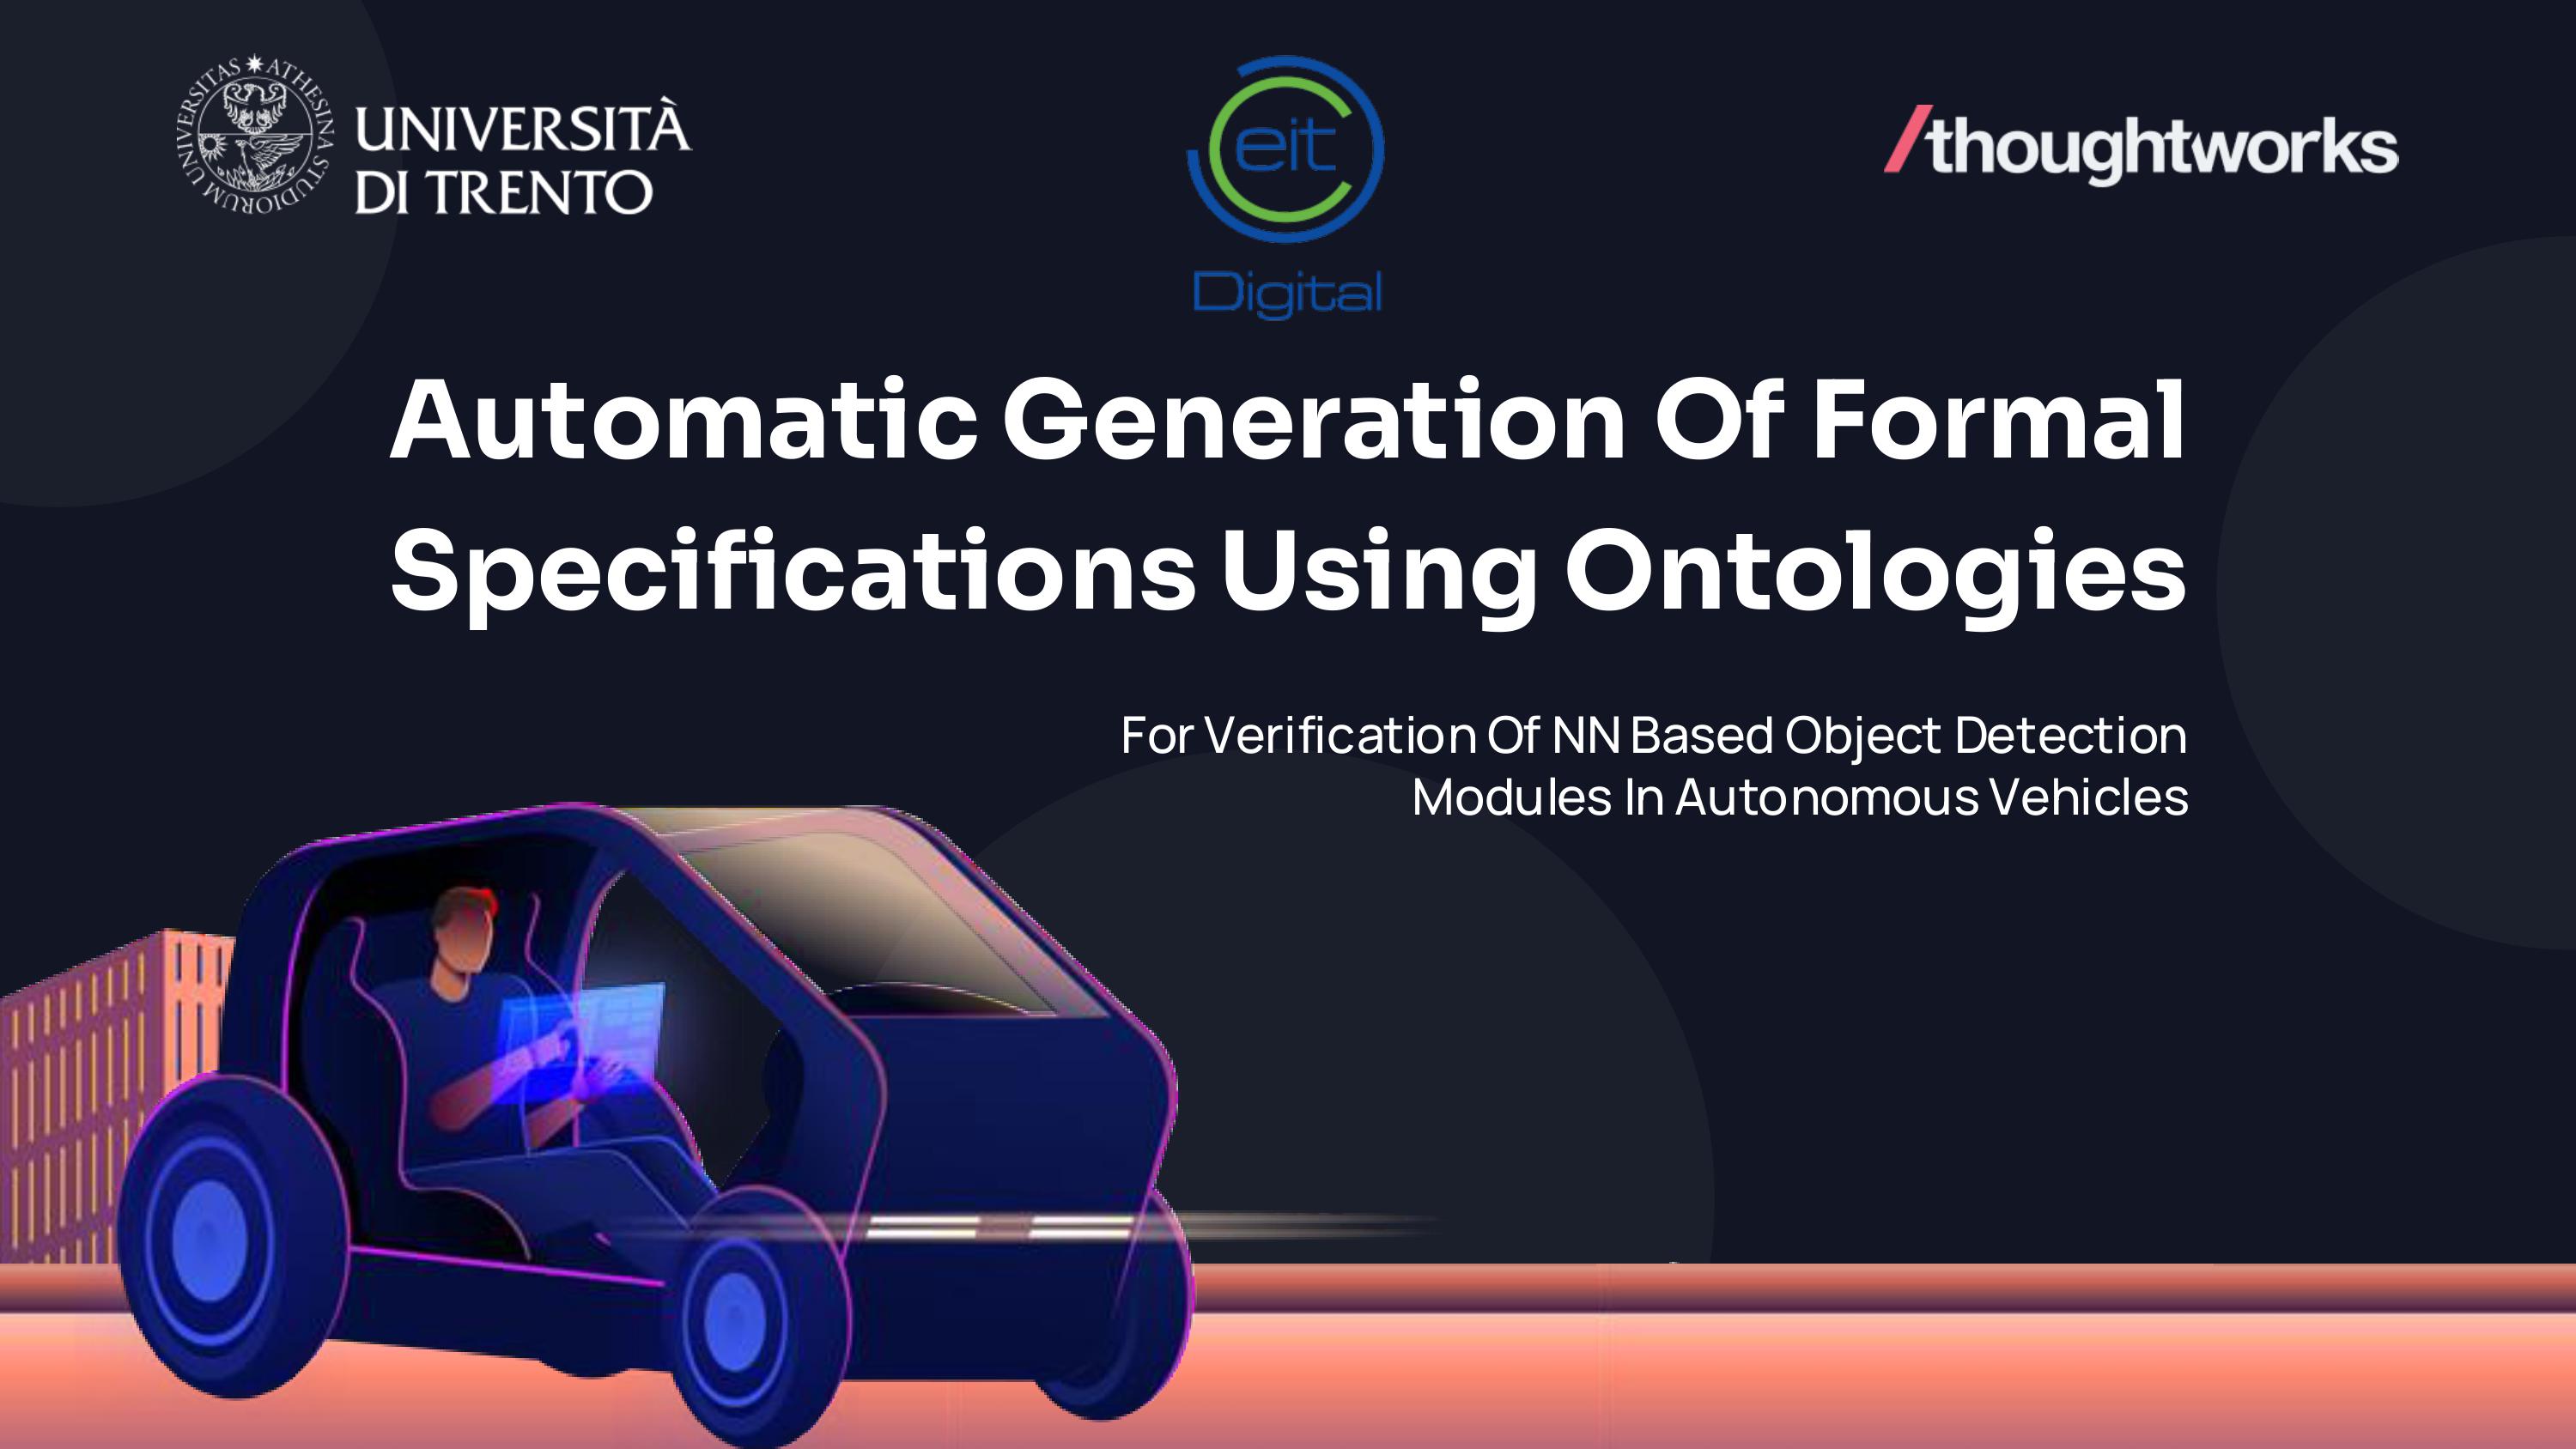 UNIVERSITAS ATHESINA STUDIORUM
UNIVERSITÀ
DI TRENTO
eit
Digital
/thoughtworks
Automatic Generation Of Formal
Specifications Using Ontologies
For Verification Of NN Based Object Detection
Modules In Autonomous Vehicles